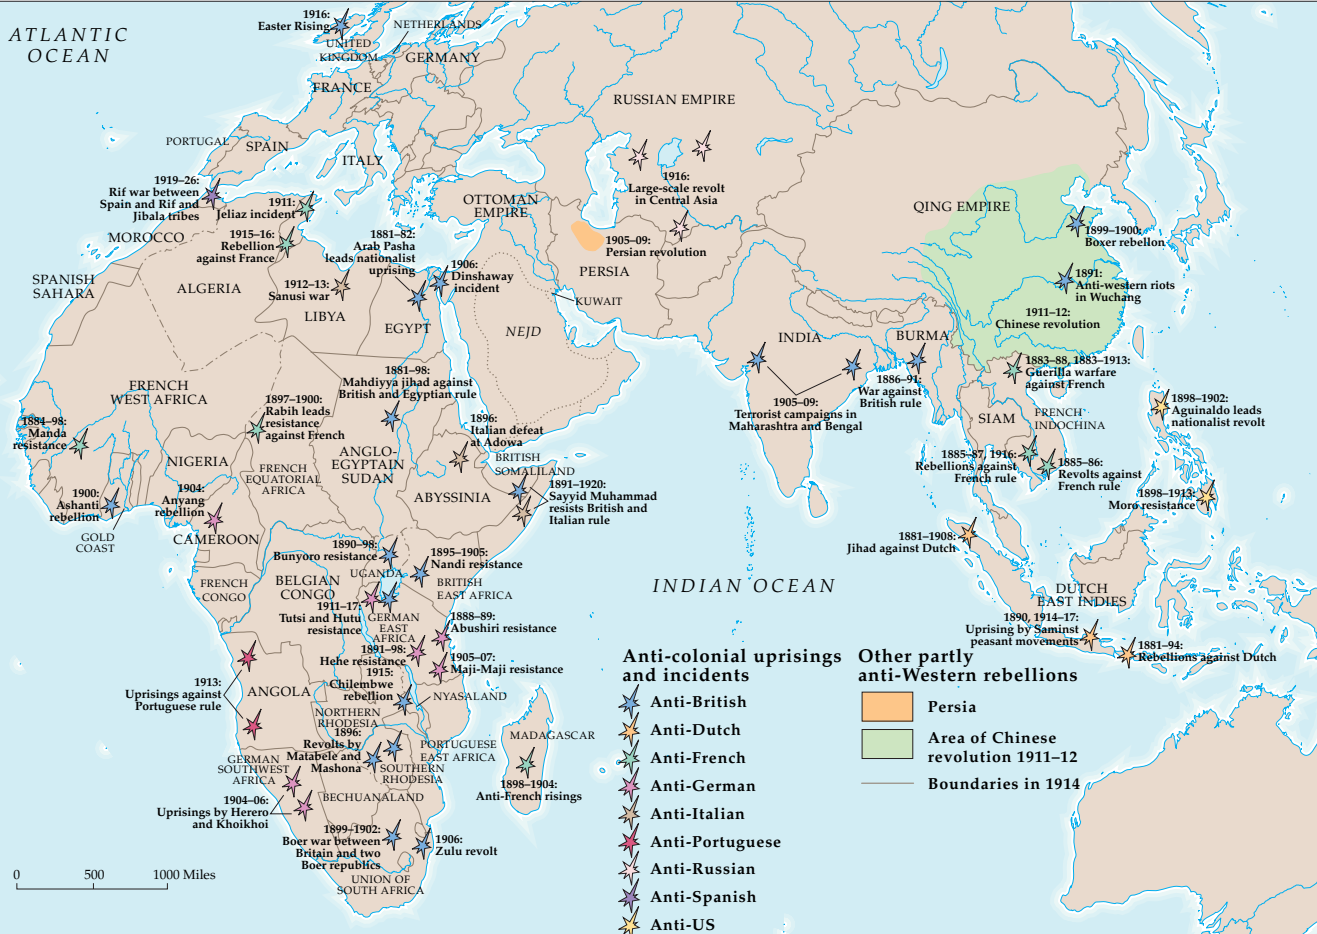 ATLANTIC
OCEAN
1916:
Easter Rising
NETHERLANDS
UNITED
KINGDOM
GERMANY
FRANCE
RUSSIAN EMPIRE
PORTUGAL
SPAIN
ITALY
1919–26:
Rif war between
Spain and Rif and
Jibala tribes
1911:
Jeliaz incident
MOROCCO
1915–16:
Rebellion
against France
1881–82:
Arab Pasha
leads nationalist
uprising
OTTOMAN
EMPIRE
1906:
Dinshaway
incident
1916:
Large-scale revolt
in Central Asia
1905–09:
Persian revolution
PERSIA
QING EMPIRE
1899–1900:
Boxer rebellon
1891:
Anti-western riots
in Wuchang
1911–12:
Chinese revolution
SPANISH
SAHARA
ALGERIA
1912–13:
Sanusi war
LIBYA
EGYPT
KUWAIT
NEJD
INDIA
BURMA
1883–88, 1883–1913:
Guerilla warfare
against French
FRENCH
WEST AFRICA
1881–98:
Mahdiyya jihad against
British and Egyptian rule
1897–1900:
Rabih leads
resistance
against French
1896:
Italian defeat
at Adowa
1905–09:
Terrorist campaigns in
Maharashtra and Bengal
1886–91:
War against
British rule
SIAM
FRENCH
INDOCHINA
1898–1902:
Aguinaldo leads
nationalist revolt
1884–98:
Manda
resistance
NIGERIA
FRENCH
EQUATORIAL
AFRICA
ANGLO-
EGYPTIAN
SUDAN
BRITISH
SOMALILAND
ABYSSINIA
1891–1920:
Sayyid Muhammad
resists British and
Italian rule
1885–87, 1916:
Rebellions against
French rule
1885–86:
Revolts against
French rule
1898–1913:
Moro resistance
1900:
Ashanti
rebellion
1904:
Anyang
rebellion
GOLD
COAST
CAMEROON
1881–1908:
Jihad against Dutch
1890–98:
Bunyoro resistance
1895–1905:
Nandi resistance
UGANDA
BRITISH
EAST AFRICA
FRENCH
CONGO
BELGIAN
CONGO
INDIAN OCEAN
DUTCH
EAST INDIES
1911–17:
Tutsi and Hutu
resistance
GERMAN
EAST
AFRICA
1888–89:
Abushiri resistance
1890, 1914–17:
Uprising by Saminst
peasant movements
1881–94:
Rebellions against Dutch
1891–98:
Hehe resistance
1905–07:
Maji-Maji resistance
1915:
Chilembwe
rebellion
NYASALAND
1913:
Uprisings against
Portuguese rule
ANGOLA
NORTHERN
RHODESIA
1896:
Revolts by
Matabele and
Mashona
PORTUGUESE
EAST AFRICA
SOUTHERN
RHODESIA
MADAGASCAR
1898–1904:
Anti-French risings
GERMAN
SOUTHWEST
AFRICA
BECHUANALAND
1904–06:
Uprisings by Herero
and Khoikhoi
1899–1902:
Boer war between
Britain and two
Boer republics
1906:
Zulu revolt
UNION OF
SOUTH AFRICA
0 500 1000 Miles
Anti-colonial uprisings
and incidents
Anti-British
Anti-Dutch
Anti-French
Anti-German
Anti-Italian
Anti-Portuguese
Anti-Russian
Anti-Spanish
Anti-US
Other partly
anti-Western rebellions
Persia
Area of Chinese
revolution 1911–12
Boundaries in 1914